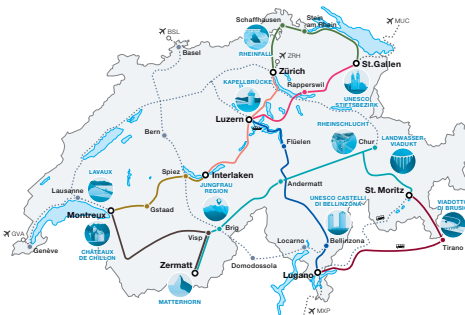 Schaffhausen
Stein
am Rhein
MUC
BSL
Basel
RHEINFALL
ZRH
Zürich
St.Gallen
KAPELLBRÜCKE
Rapperswil
UNESCO
STIFTSBEZIRK
Luzern
RHEINSCHLUCHT
Bern
Flüelen
Chur
LANDWASSER-
VIADUKT
LAVAUX
Spiez
Interlaken
JUNGFRAU
REGION
Andermatt
St. Moritz
Lausanne
UNESCO CASTELLI
DI BELLINZONA
VIADOTTO
DI BRUSIO
Montreux
Gstaad
GVA
Genève
CHÂTEAUX
DE CHILLON
Visp
Brig
Locarno
Bellinzona
Tirano
Zermatt
Domodossola
Lugano
MATTERHORN
MXP